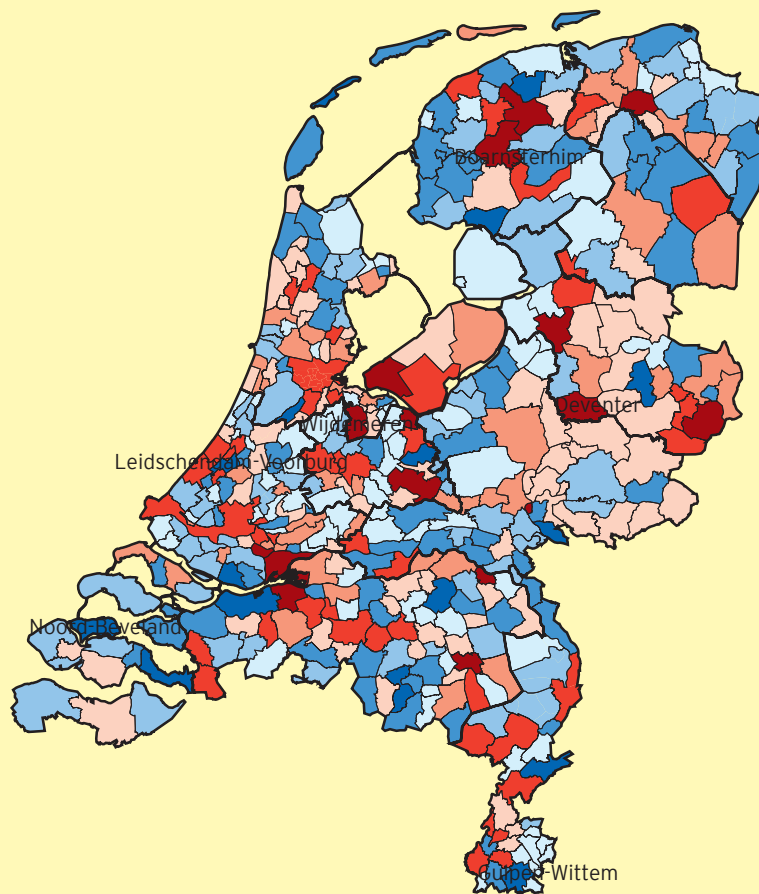 Boarnsterhim
Deventer
Wijdemeren
Leidschendam-Voorburg
Noord-Beveland
Gulpen-Wittem